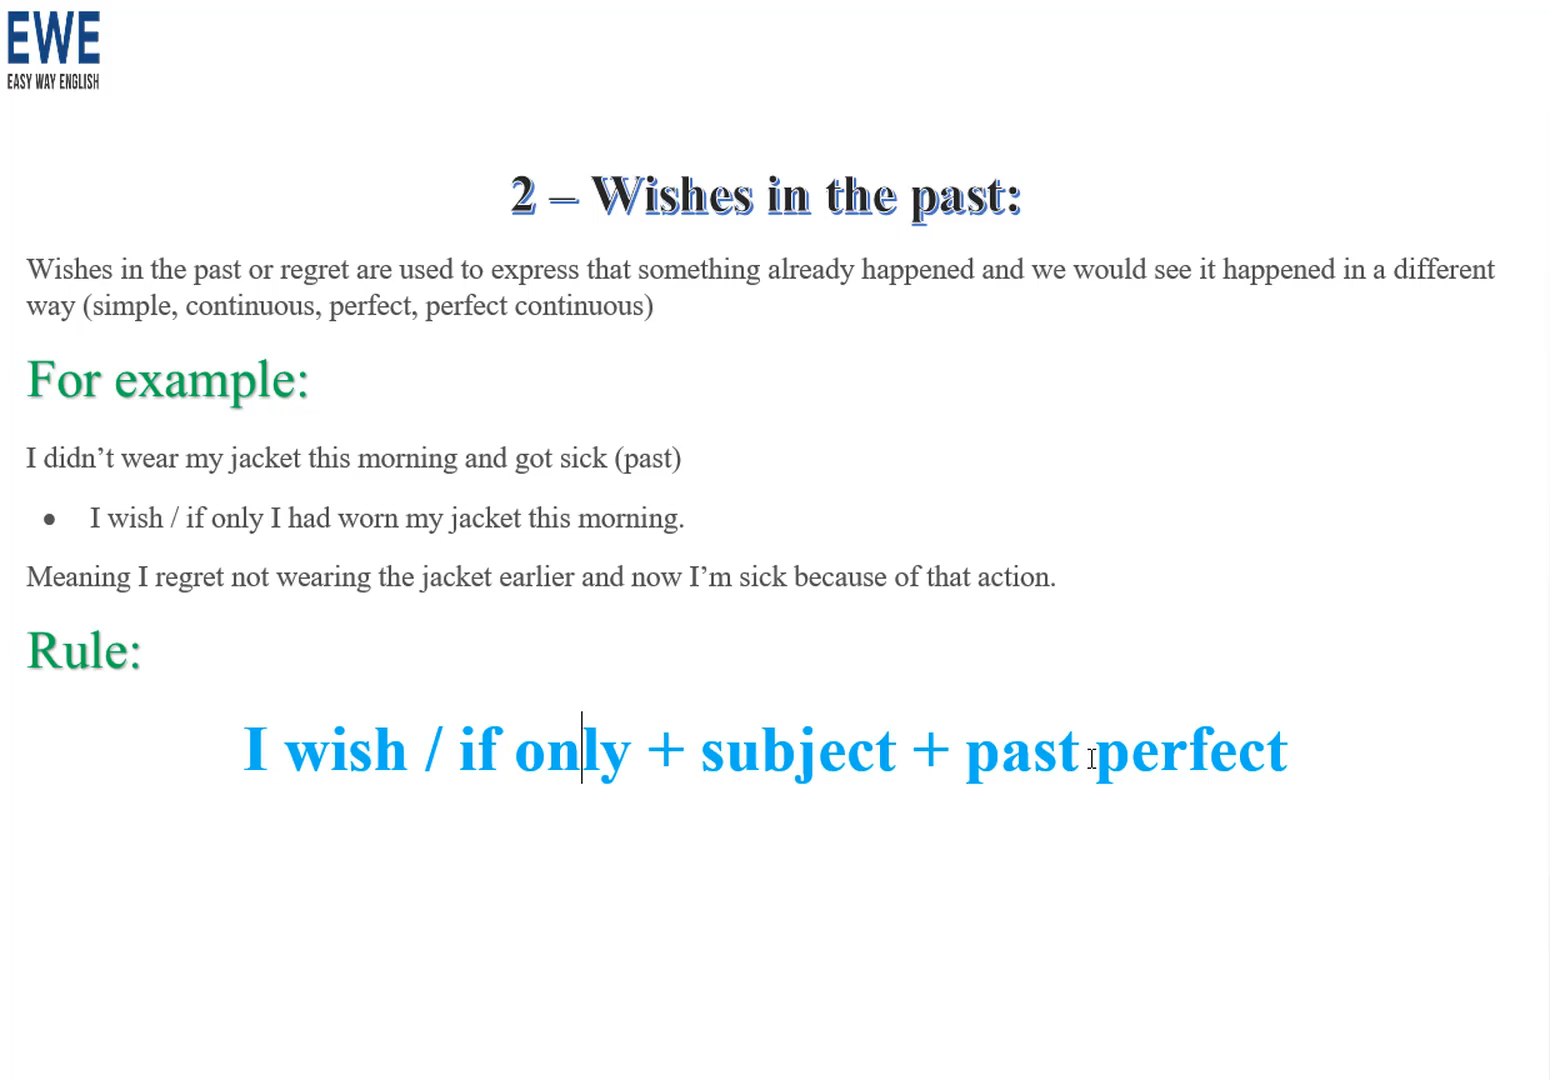 EWE
EASY WAY ENGLISH
2 – Wishes in the past:
Wishes in the past or regret are used to express that something already happened and we would see it happened in a different
way (simple, continuous, perfect, perfect continuous)
For example:
I didn’t wear my jacket this morning and got sick (past)
• I wish / if only I had worn my jacket this morning.
Meaning I regret not wearing the jacket earlier and now I’m sick because of that action.
Rule:
I wish / if only + subject + past perfect